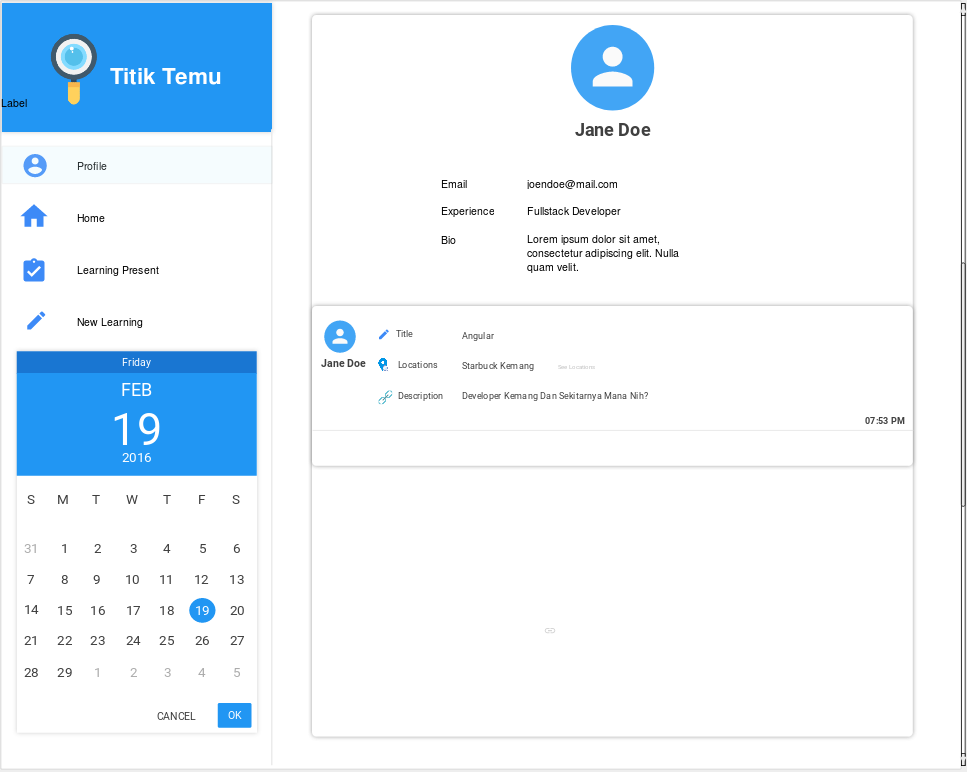 Titik Temu
Label
Profile
Home
Learning Present
New Learning
Friday
FEB
19
2016
S M T W T F S
31 1 2 3 4 5 6
7 8 9 10 11 12 13
14 15 16 17 18 19 20
21 22 23 24 25 26 27
28 29 1 2 3 4 5
CANCEL OK
Jane Doe
Email joendoe@mail.com
Experience Fullstack Developer
Bio Lorem ipsum dolor sit amet,
consectetur adipiscing elit. Nulla
quam velit.
Jane Doe
Title Angular
Locations Starbuck Kemang See Locations
Description Developer Kemang Dan Sekitarnya Mana Nih?
07:53 PM